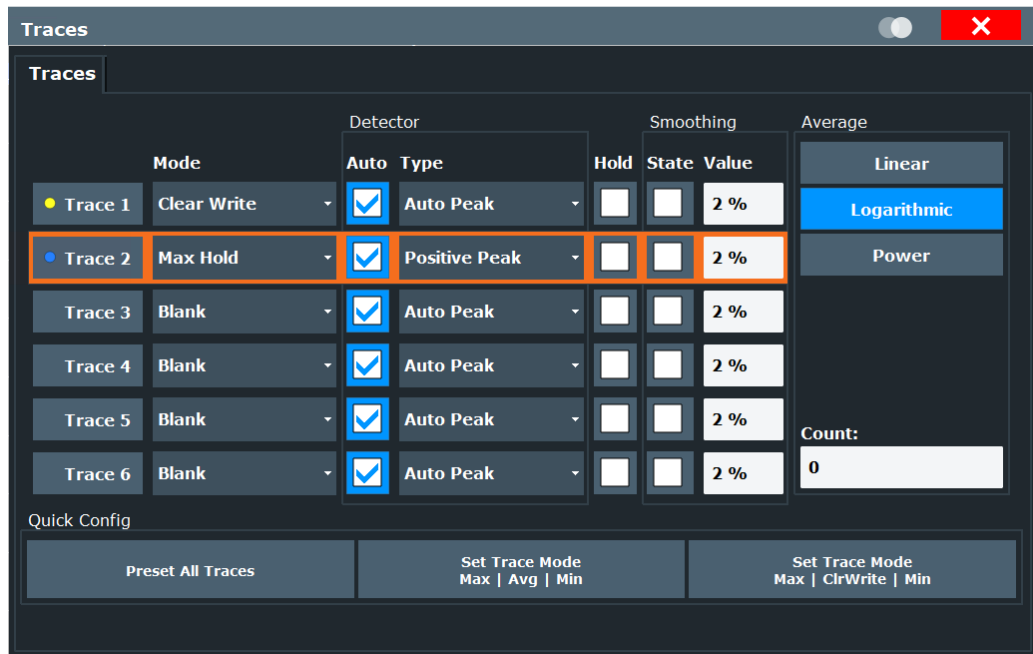 Traces
Traces
Detector Smoothing Average
Mode Auto Type Hold State Value Linear
Trace 1 Clear Write Auto Peak 2 % Logarithmic
Trace 2 Max Hold Positive Peak 2 % Power
Trace 3 Blank Auto Peak 2 %
Trace 4 Blank Auto Peak 2 %
Trace 5 Blank Auto Peak 2 % Count:
Trace 6 Blank Auto Peak 2 % 0
Quick Config
Preset All Traces Set Trace Mode Set Trace Mode
Max | Avg | Min Max | ClrWrite | Min